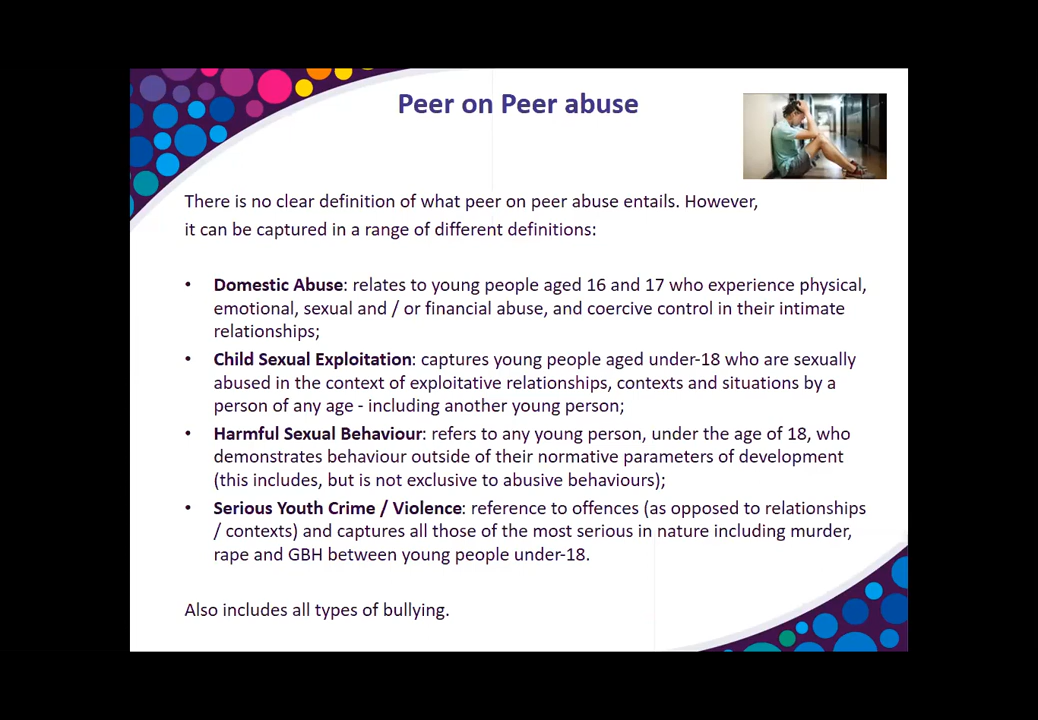 Peer on Peer abuse
There is no clear definition of what peer on peer abuse entails. However,
it can be captured in a range of different definitions:
• Domestic Abuse: relates to young people aged 16 and 17 who experience physical,
emotional, sexual and / or financial abuse, and coercive control in their intimate
relationships;
• Child Sexual Exploitation: captures young people aged under-18 who are sexually
abused in the context of exploitative relationships, contexts and situations by a
person of any age - including another young person;
• Harmful Sexual Behaviour: refers to any young person, under the age of 18, who
demonstrates behaviour outside of their normative parameters of development
(this includes, but is not exclusive to abusive behaviours);
• Serious Youth Crime / Violence: reference to offences (as opposed to relationships
/ contexts) and captures all those of the most serious in nature including murder,
rape and GBH between young people under-18.
Also includes all types of bullying.